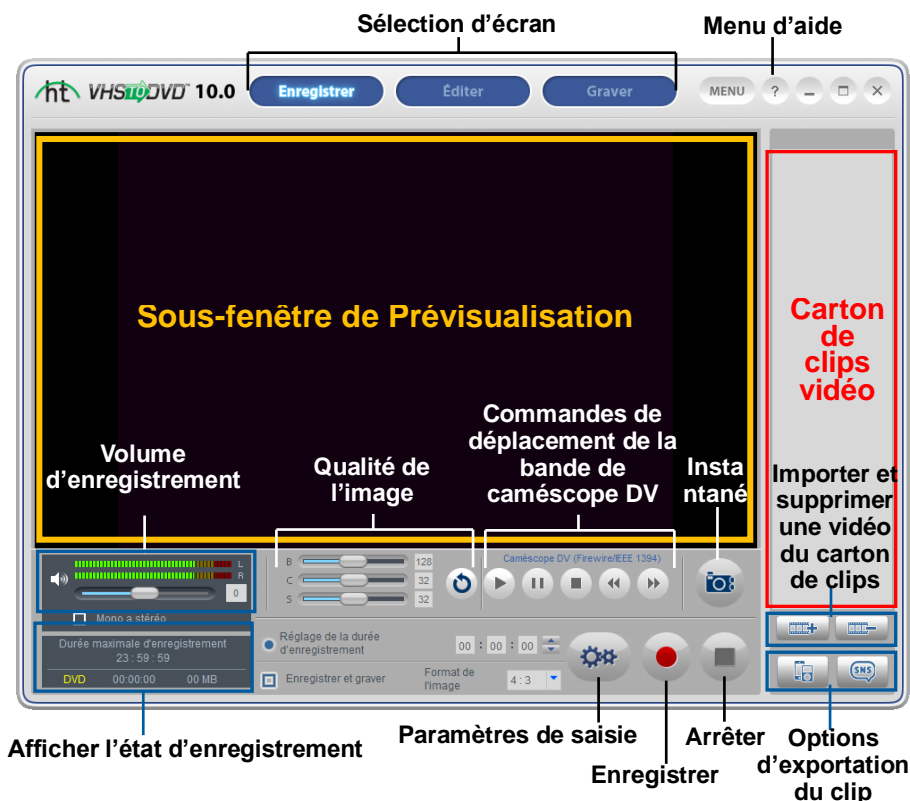 Sélection d'écran
Menu d'aide
ht VHSTODVD™ 10.0
Enregistrer
Éditer
Graver
MENU
?
Sous-fenêtre de Prévisualisation
Carton
de
clips
vidéo
Volume
d'enregistrement
Qualité de
l'image
Commandes de
déplacement de la
bande de
caméscope DV
Insta
ntané
Importer et
supprimer
une vidéo
du carton
de clips
L
R
0
Mono a stéréo
B 128
C 32
S 32
Caméscope DV (Firewire/IEEE 1394)
Durée maximale d'enregistrement
23 : 59 : 59
DVD 00:00:00 00 MB
Réglage de la durée
d'enregistrement
00 : 00 : 00
Enregistrer et graver
Format de
l'image
4 : 3
SNS
Afficher l'état d'enregistrement
Paramètres de saisie
Enregistrer
Arrêter
Options
d'exportation
du clip